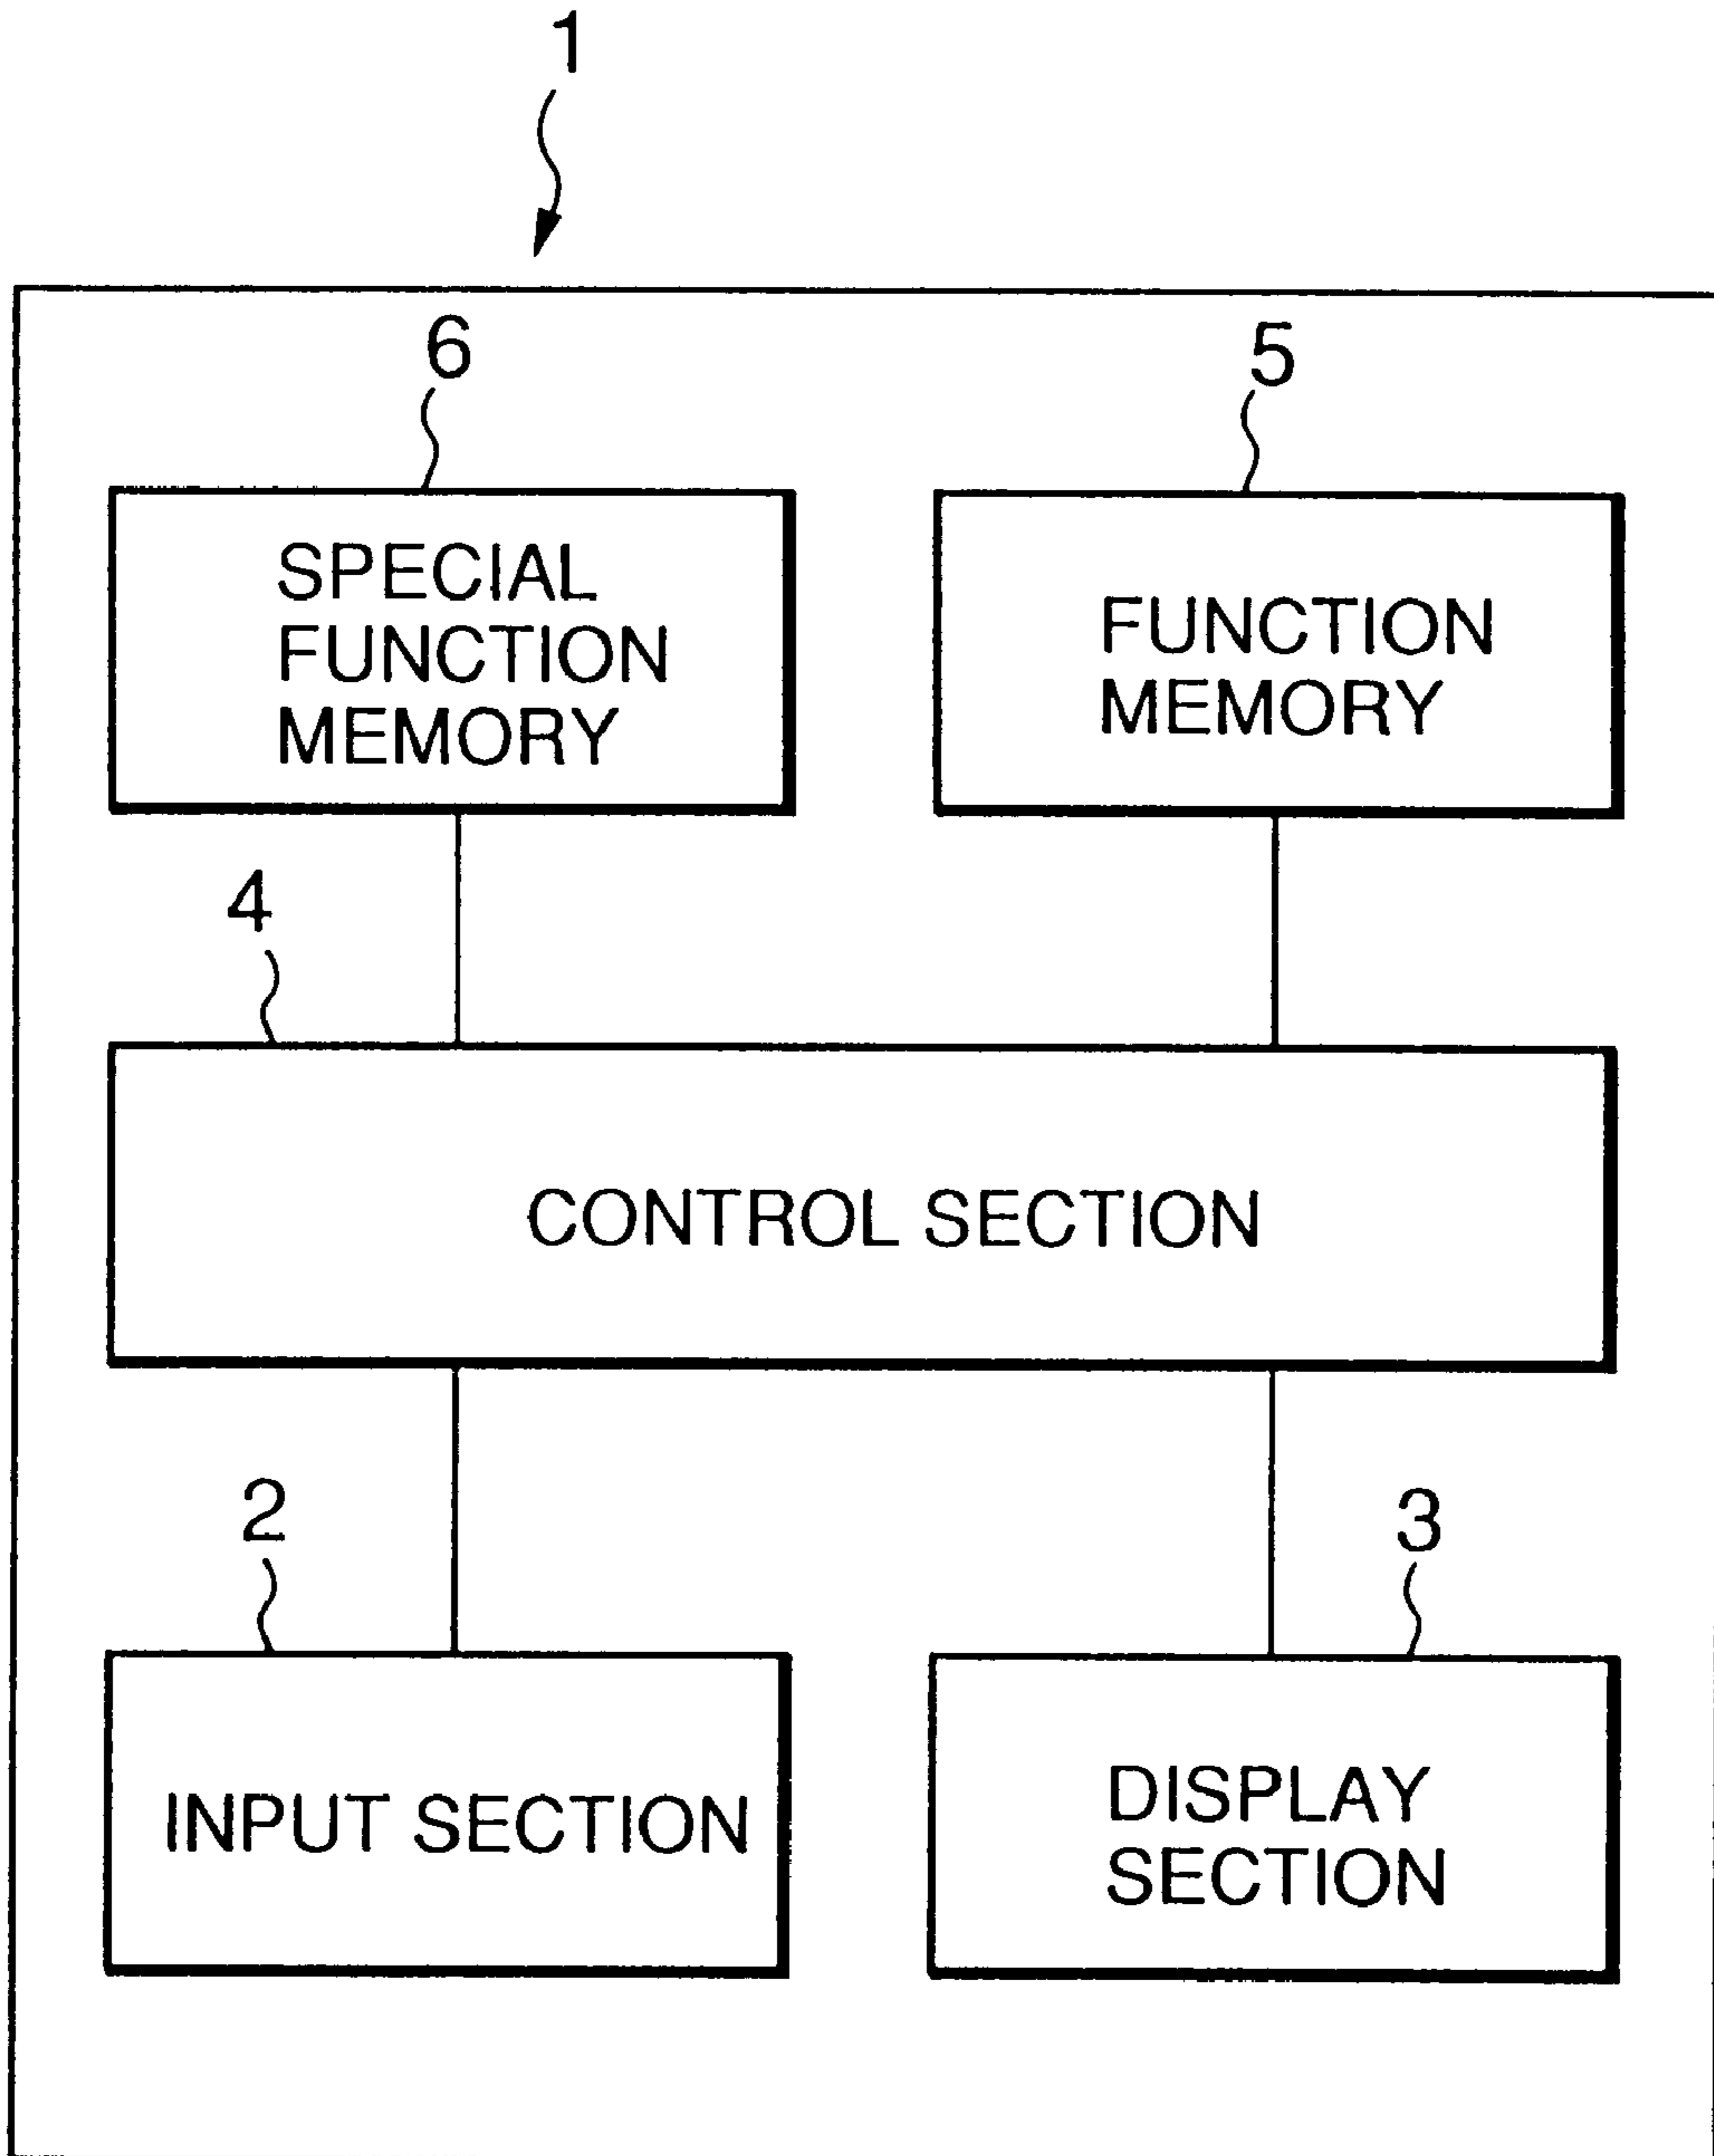 1
6
5
SPECIAL
FUNCTION
MEMORY
FUNCTION
MEMORY
4
CONTROL SECTION
2
3
INPUT SECTION
DISPLAY
SECTION